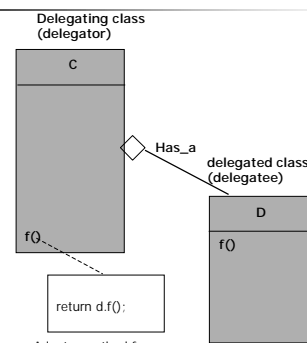 Delegating class
(delegator)
C
Has_a
delegated class
(delegatee)
D
f()
f()
return d.f();